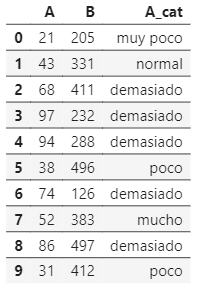 A B A_cat
0 21 205 muy poco
1 43 331 normal
2 68 411 demasiado
3 97 232 demasiado
4 94 288 demasiado
5 38 496 poco
6 74 126 demasiado
7 52 383 mucho
8 86 497 demasiado
9 31 412 poco